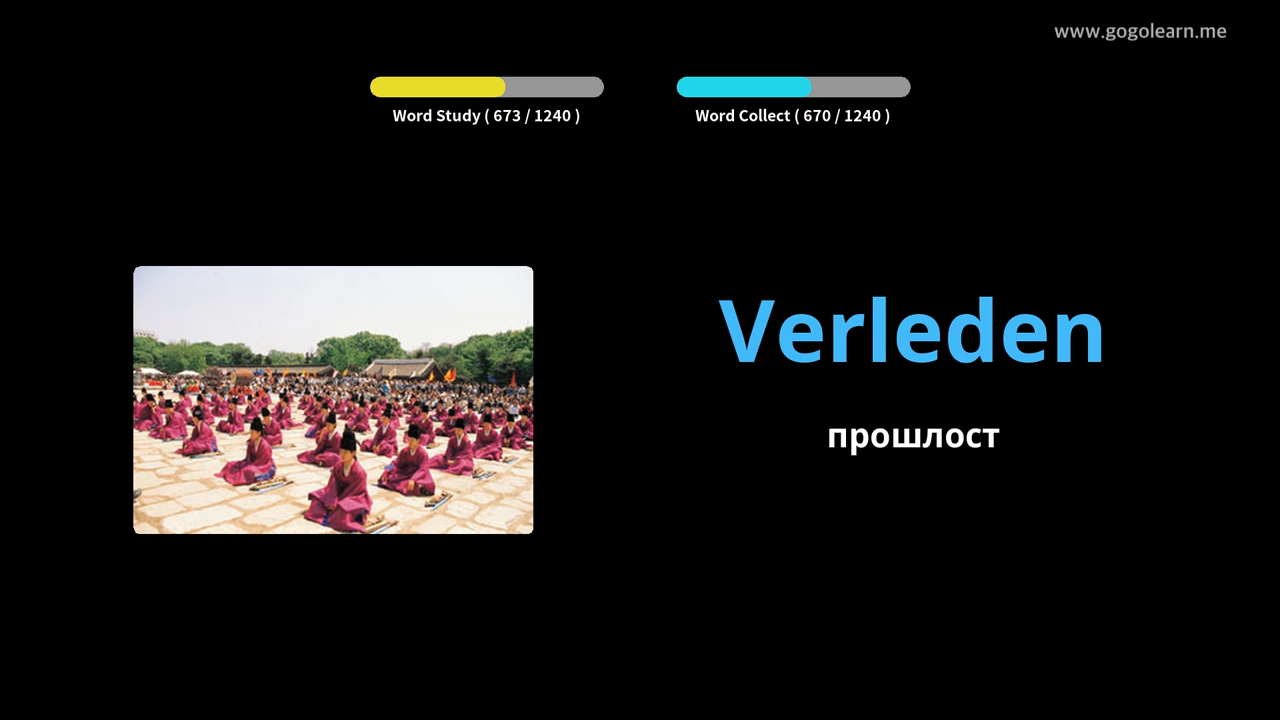 www.gogolearn.me
Word Study ( 673 / 1240 )
Word Collect ( 670 / 1240 )
Verleden
прошлост